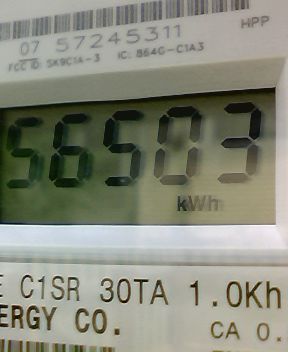 HPP
07 57245311
FCC ID: SK9C1A-3 IC: 864G-C1A3
56503
kWh
E C1SR 30TA 1.0Kh
ERGY CO.
CA 0.